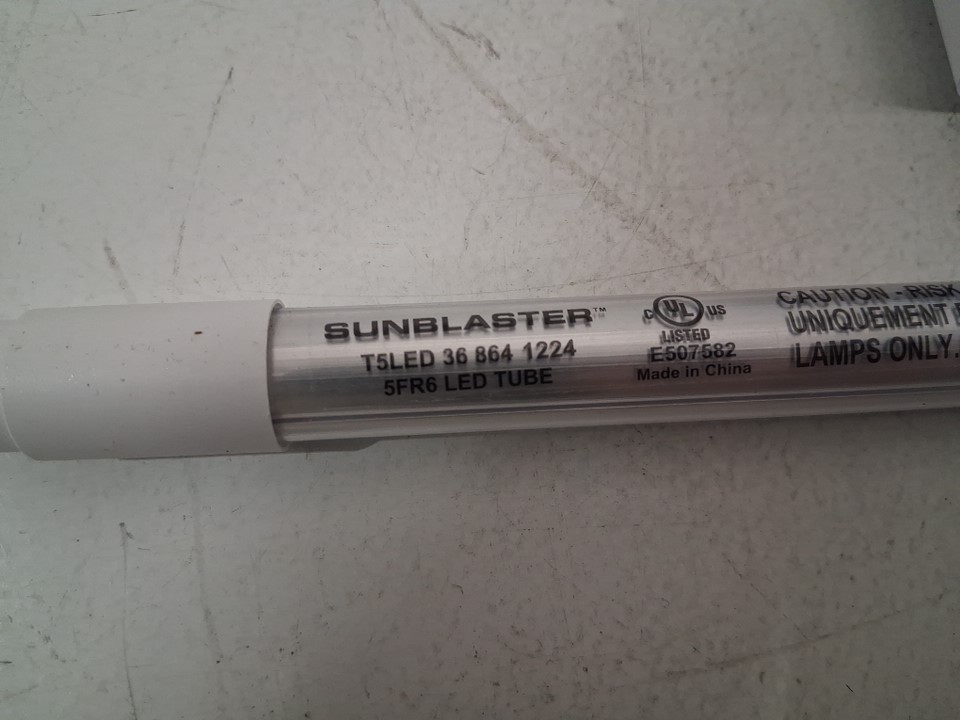 SUNBLASTER™
T5LED 36 864 1224
5FR6 LED TUBE
C UL US
LISTED
E507582
Made in China
CAUTION - RISK
UNIQUEMENT
LAMPS ONLY.